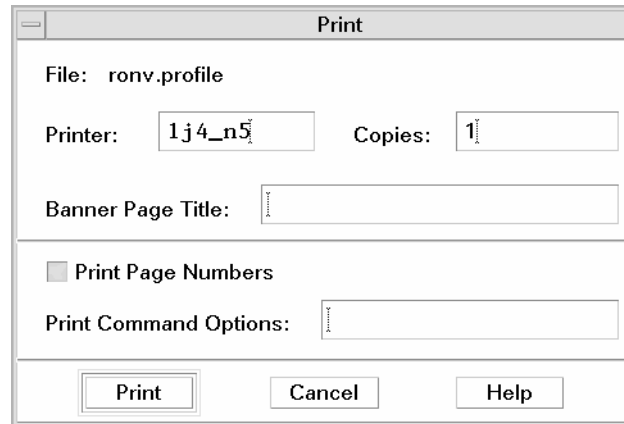 Print
File: ronv.profile
Printer: 1j4_n5 Copies: 1
Banner Page Title:
Print Page Numbers
Print Command Options:
Print Cancel Help